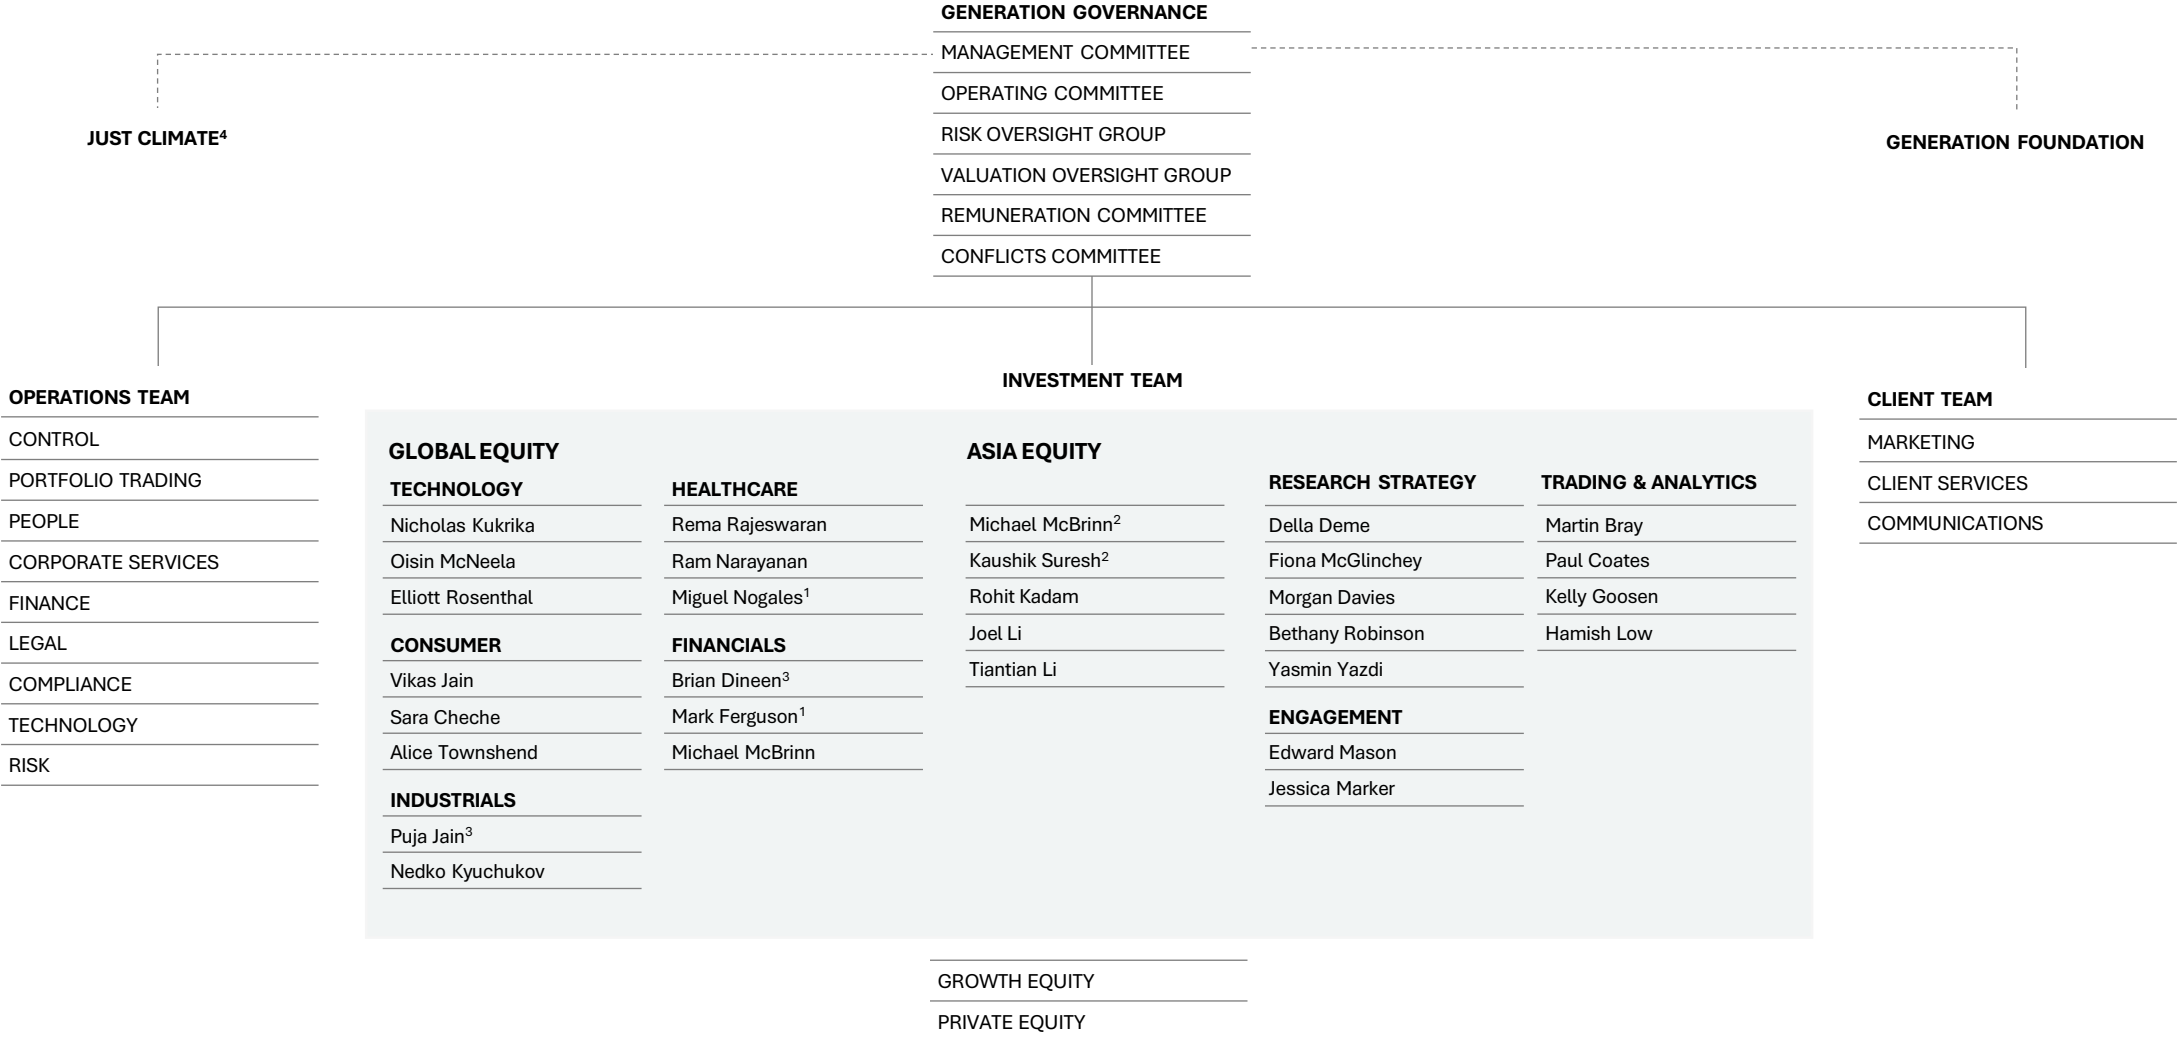 GENERATION GOVERNANCE
MANAGEMENT COMMITTEE
OPERATING COMMITTEE
RISK OVERSIGHT GROUP
VALUATION OVERSIGHT GROUP
REMUNERATION COMMITTEE
CONFLICTS COMMITTEE
JUST CLIMATE⁴
GENERATION FOUNDATION
OPERATIONS TEAM
CONTROL
PORTFOLIO TRADING
PEOPLE
CORPORATE SERVICES
FINANCE
LEGAL
COMPLIANCE
TECHNOLOGY
RISK
INVESTMENT TEAM
GLOBAL EQUITY
TECHNOLOGY
Nicholas Kukrika
Oisin McNeela
Elliott Rosenthal
CONSUMER
Vikas Jain
Sara Cheche
Alice Townshend
INDUSTRIALS
Puja Jain³
Nedko Kyuchukov
HEALTHCARE
Rema Rajeswaran
Ram Narayanan
Miguel Nogales¹
FINANCIALS
Brian Dineen³
Mark Ferguson¹
Michael McBrinn
ASIA EQUITY
Michael McBrinn²
Kaushik Suresh²
Rohit Kadam
Joel Li
Tiantian Li
RESEARCH STRATEGY
Della Deme
Fiona McGlinchey
Morgan Davies
Bethany Robinson
Yasmin Yazdi
ENGAGEMENT
Edward Mason
Jessica Marker
TRADING & ANALYTICS
Martin Bray
Paul Coates
Kelly Goosen
Hamish Low
GROWTH EQUITY
PRIVATE EQUITY
CLIENT TEAM
MARKETING
CLIENT SERVICES
COMMUNICATIONS